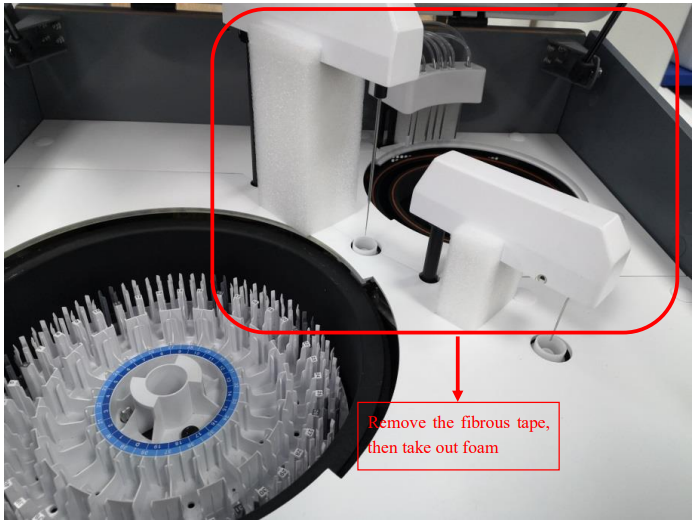 Remove the fibrous tape,
then take out foam